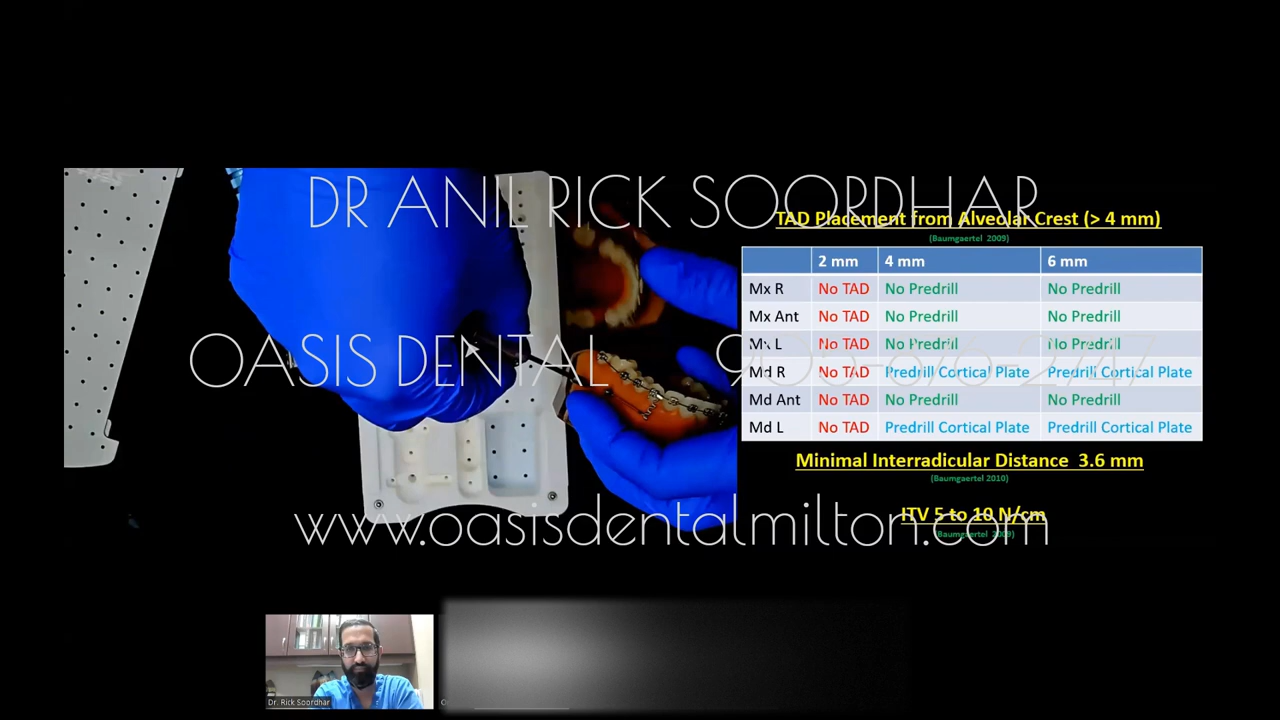 DR ANIL RICK SOORDHAR
TAD Placement from Alveolar Crest (> 4 mm)
(Baumgaertel 2009)
2 mm 4 mm 6 mm
Mx R No TAD No Predrill No Predrill
Mx Ant No TAD No Predrill No Predrill
Mx L No TAD No Predrill No Predrill
OASIS DENTAL
Md R No TAD Predrill Cortical Plate Predrill Cortical Plate
Md Ant No TAD No Predrill No Predrill
Md L No TAD Predrill Cortical Plate Predrill Cortical Plate
Minimal Interradicular Distance 3.6 mm
(Baumgaertel 2010)
ITV 5 to 10 N/cm
www.oasisdentalmilton.com
(Baumgaertel 2009)
Dr. Rick Soordhar